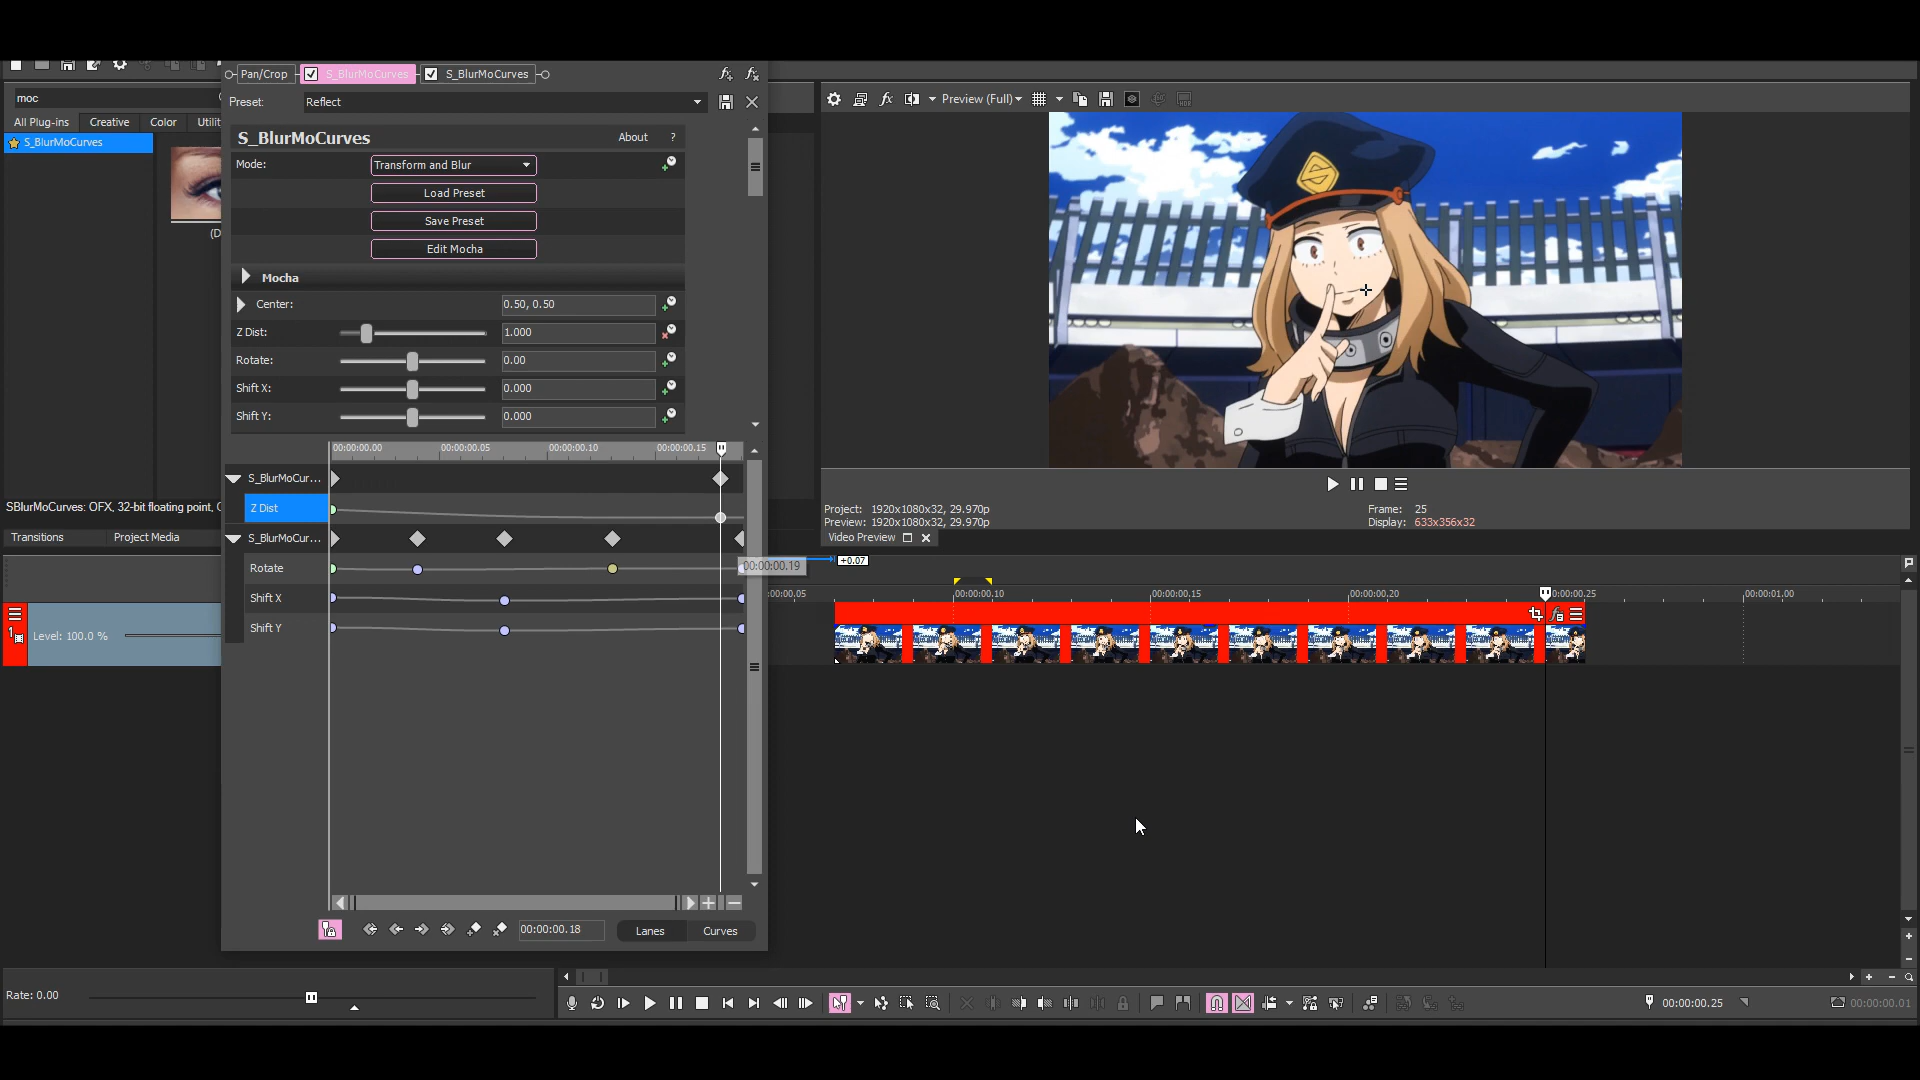 Pan/Crop
S_BlurMoCurves
S_BlurMoCurves
Preset:
Reflect
moc
All Plug-ins
Creative
Color
Utilit
S_BlurMoCurves
(D
S_BlurMoCurves
About
?
Mode:
Transform and Blur
Load Preset
Save Preset
Edit Mocha
Mocha
Center:
0.50, 0.50
Z Dist:
1.000
Rotate:
0.00
Shift X:
0.000
Shift Y:
0.000
00:00:00.00
00:00:00.05
00:00:00.10
00:00:00.15
S_BlurMoCur...
Z Dist
S_BlurMoCur...
Rotate
00:00:00.19
Shift X
Shift Y
00:00:00.18
Lanes
Curves
SBlurMoCurves: OFX, 32-bit floating point, G
Transitions
Project Media
1
Level: 100.0 %
Rate: 0.00
Preview (Full)
Project: 1920x1080x32, 29.970p
Preview: 1920x1080x32, 29.970p
Frame: 25
Display: 633x356x32
Video Preview
+0.07
:00:00.05
00:00:00.10
00:00:00.15
00:00:00.20
00:00:00.25
00:00:01.00
00:00:00.25
00:00:00.01